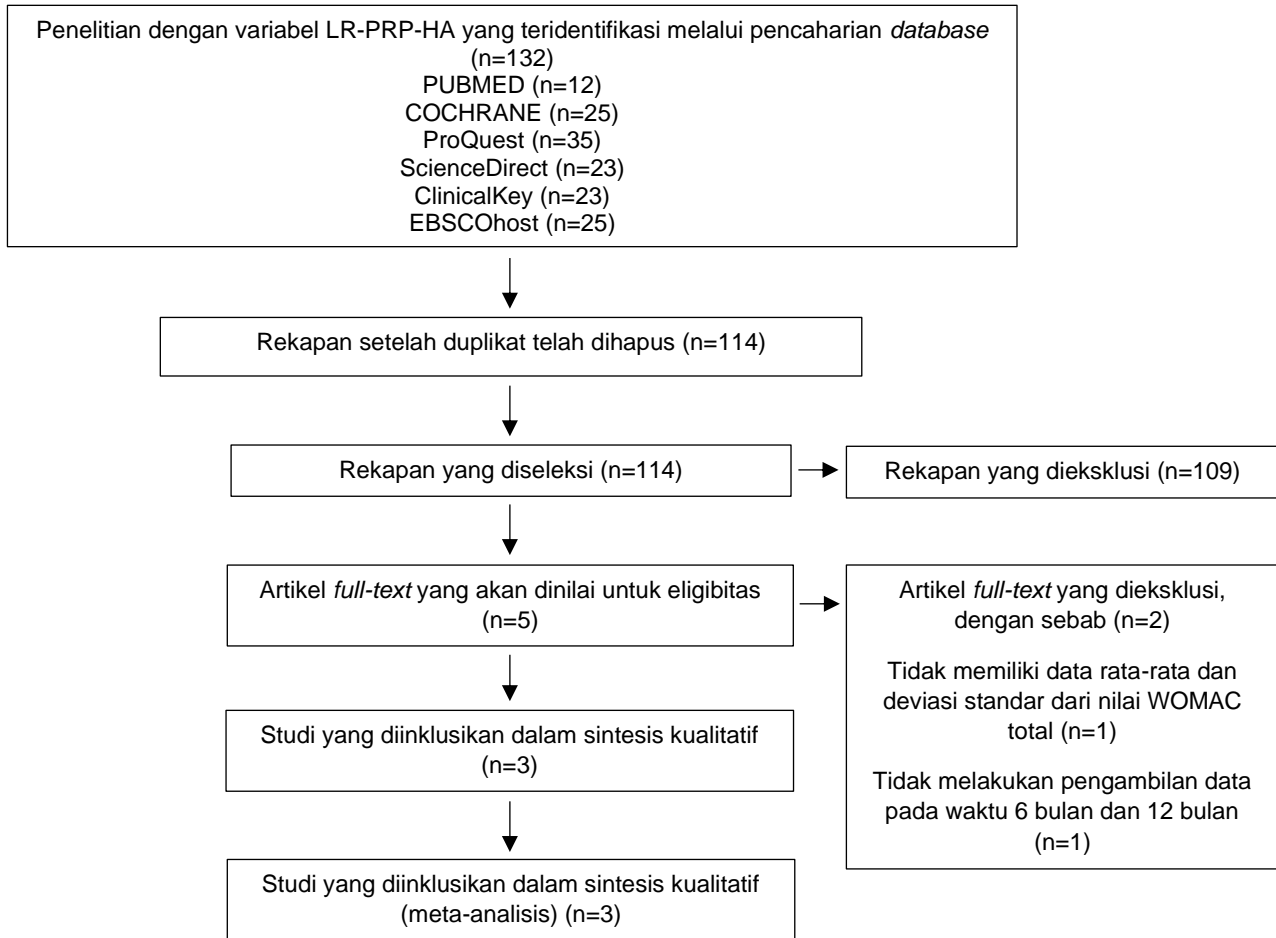 Penelitian dengan variabel LR-PRP-HA yang teridentifikasi melalui pencaharian database
(n=132)
PUBMED (n=12)
COCHRANE (n=25)
ProQuest (n=35)
ScienceDirect (n=23)
ClinicalKey (n=23)
EBSCOhost (n=25)
Rekapan setelah duplikat telah dihapus (n=114)
Rekapan yang diseleksi (n=114)
Rekapan yang dieksklusi (n=109)
Artikel full-text yang akan dinilai untuk eligibitas
(n=5)
Artikel full-text yang dieksklusi,
dengan sebab (n=2)
Tidak memiliki data rata-rata dan
deviasi standar dari nilai WOMAC
total (n=1)
Tidak melakukan pengambilan data
pada waktu 6 bulan dan 12 bulan
(n=1)
Studi yang diinklusikan dalam sintesis kualitatif
(n=3)
Studi yang diinklusikan dalam sintesis kualitatif
(meta-analisis) (n=3)